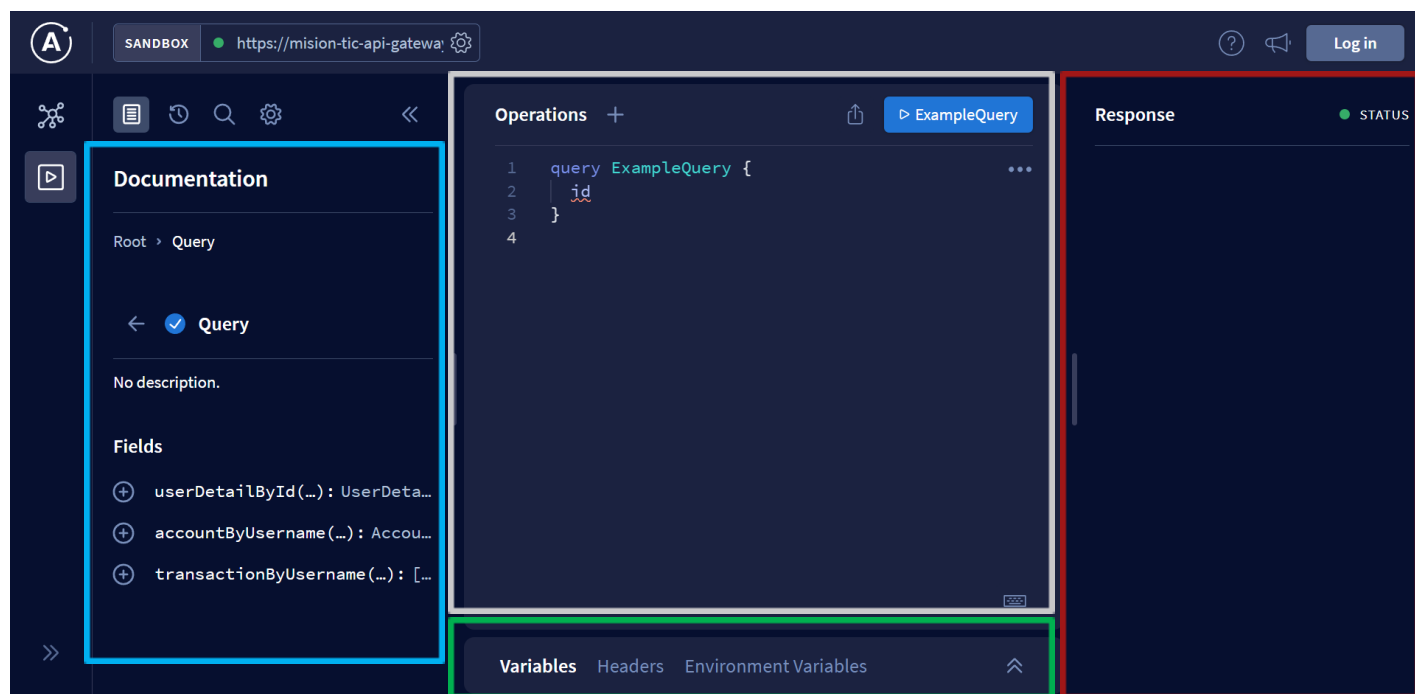 SANDBOX https://mision-tic-api-gateway
Log in
Documentation
Root › Query
Query
No description.
Fields
userDetailById(…): UserDeta…
accountByUsername(…): Accou…
transactionByUsername(…): […
Operations
ExampleQuery
1 query ExampleQuery {
2 id
3 }
4
Variables Headers Environment Variables
Response
STATUS